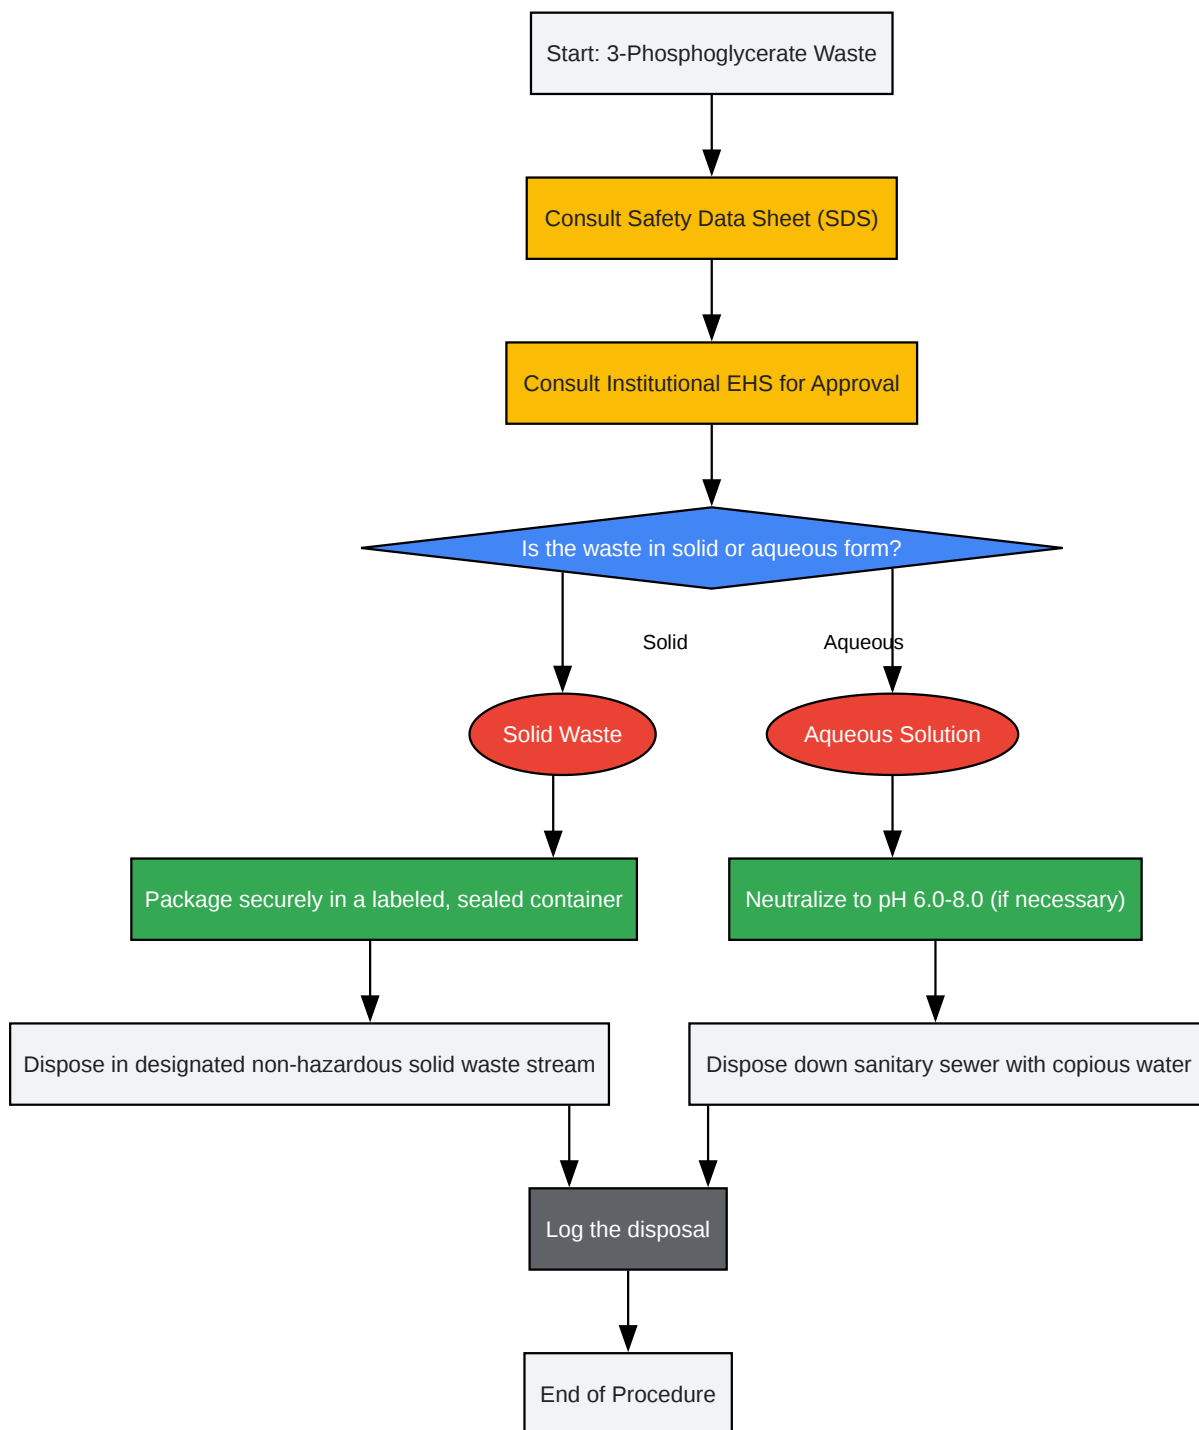 Start: 3-Phosphoglycerate Waste
Consult Safety Data Sheet (SDS)
Consult Institutional EHS for Approval
Is the waste in solid or aqueous form?
Solid
Aqueous
Solid Waste
Aqueous Solution
Package securely in a labeled, sealed container
Neutralize to pH 6.0-8.0 (if necessary)
Dispose in designated non-hazardous solid waste stream
Dispose down sanitary sewer with copious water
Log the disposal
End of Procedure